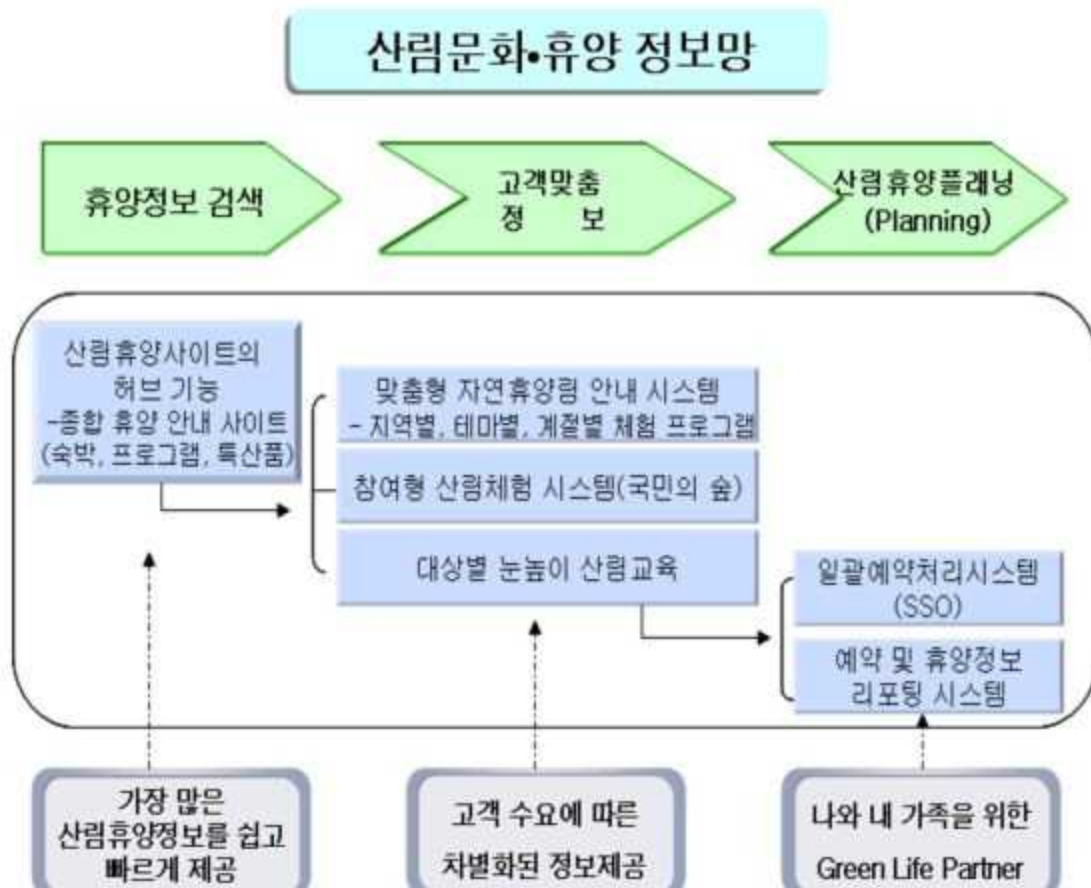 산림문화•휴양 정보망
휴양정보 검색
고객맞춤
정 보
산림휴양플래닝
(Planning)
산림휴양사이트의
허브 기능
-종합 휴양 안내 사이트
(숙박, 프로그램, 특산품)
맞춤형 자연휴양림 안내 시스템
- 지역별, 테마별, 계절별 체험 프로그램
참여형 산림체험 시스템(국민의 숲)
대상별 눈높이 산림교육
일괄예약처리시스템
(SSO)
예약 및 휴양정보
리포팅 시스템
가장 많은
산림휴양정보를 쉽고
빠르게 제공
고객 수요에 따른
차별화된 정보제공
나와 내 가족을 위한
Green Life Partner